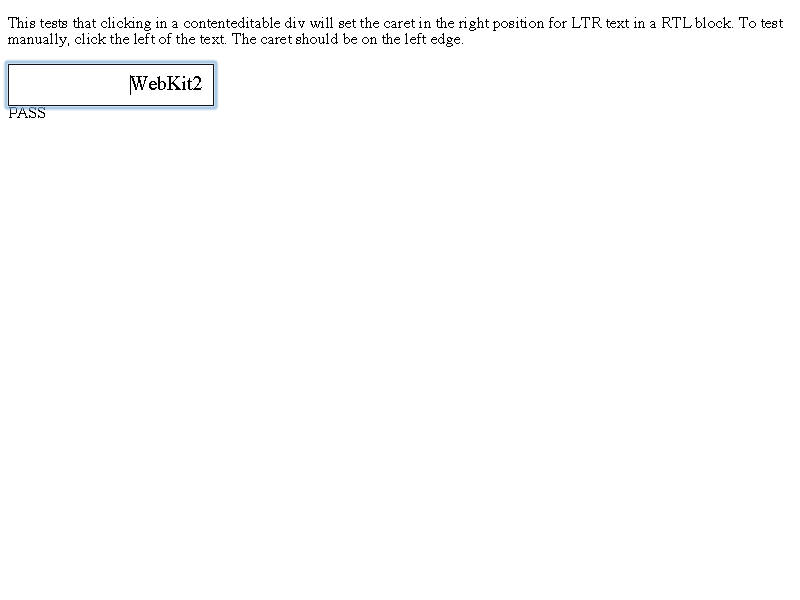 This tests that clicking in a contenteditable div will set the caret in the right position for LTR text in a RTL block. To test
manually, click the left of the text. The caret should be on the left edge.
WebKit2
PASS